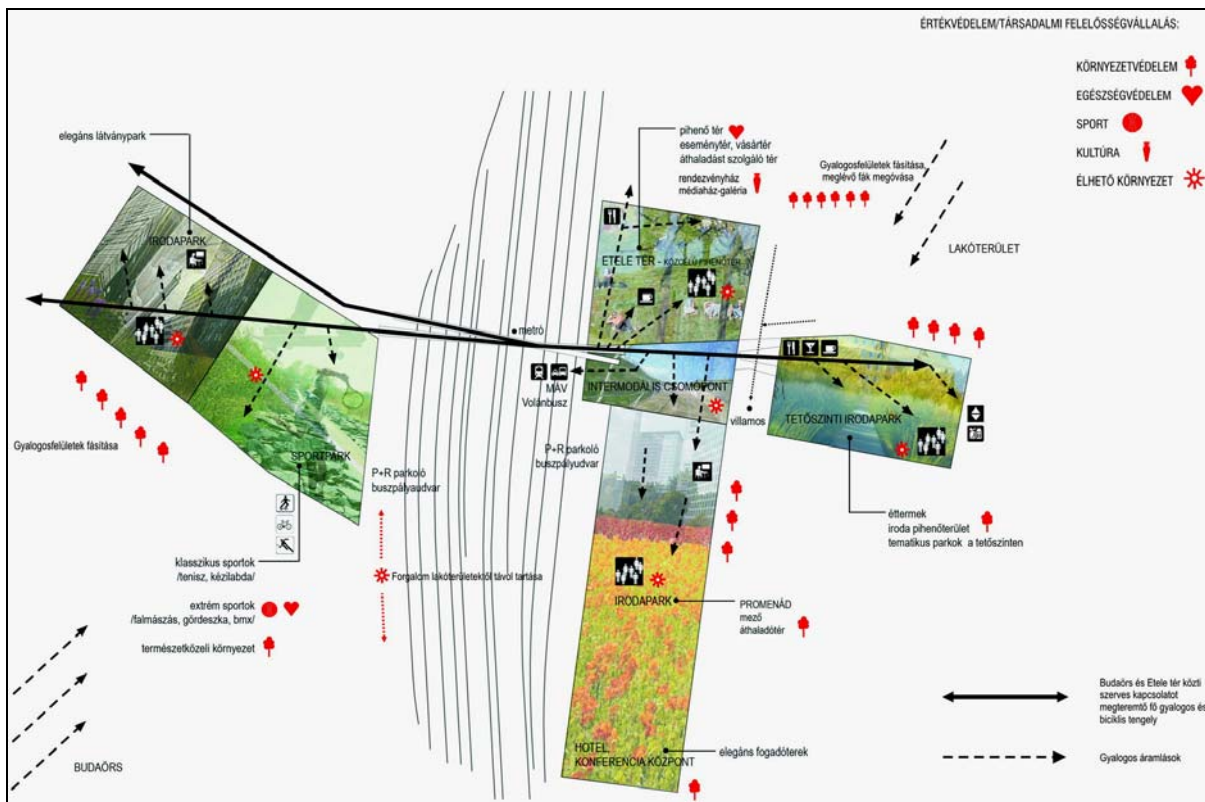 ÉRTÉKVÉDELEM/TÁRSADALMI FELELŐSSÉGVÁLLALÁS:
KÖRNYEZETVÉDELEM
EGÉSZSÉGVÉDELEM
SPORT
KULTÚRA
ÉLHETŐ KÖRNYEZET
elegáns látványpark
pihenő tér
eseménytér, vásártér
áthaladást szolgáló tér
rendezvényház
médiaház-galéria
Gyalogosfelületek fásítása,
meglévő fák megóvása
LAKÓTERÜLET
IRODAPARK
ETELE TÉR - KÖZCÉLÚ PIHENŐTÉR
metró
MÁV
Volánbusz
INTERMODÁLIS CSOMÓPONT
villamos
TETŐSZINTI IRODAPARK
Gyalogosfelületek fásítása
SPORTPARK
P+R parkoló
buszpályaudvar
P+R parkoló
buszpályudvar
éttermek
iroda pihenőterület
tematikus parkok a tetőszinten
klasszikus sportok
/tenisz, kézilabda/
Forgalom lakóterületektől távol tartása
extrém sportok
/falmászás, gördeszka, bmx/
természetközeli környezet
IRODAPARK
PROMENÁD
mező
áthaladótér
Budaörs és Etele tér közti
szerves kapcsolatot
megteremtő fő gyalogos és
biciklis tengely
HOTEL,
KONFERENCIA KÖZPONT
elegáns fogadóterek
Gyalogos áramlások
BUDAÖRS